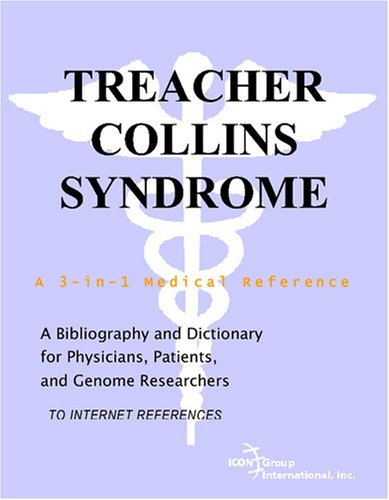 TREACHER
COLLINS
SYNDROME
A 3-in-1 Medical Reference
A Bibliography and Dictionary
for Physicians, Patients,
and Genome Researchers
TO INTERNET REFERENCES
ICON Group
International, Inc.